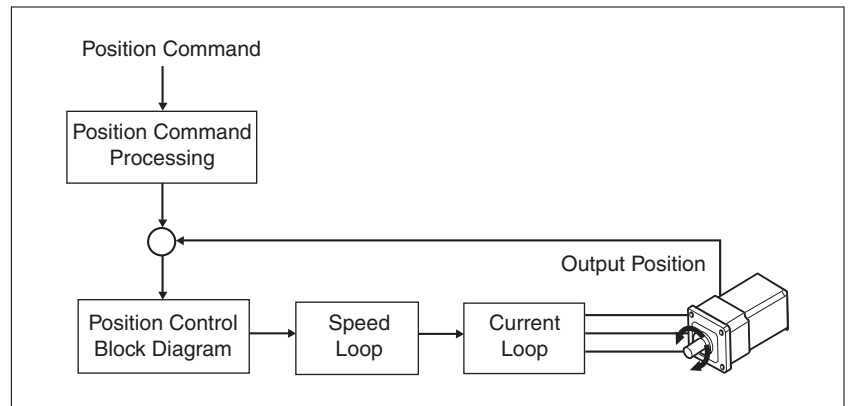 Position Command
Position Command
Processing
Output Position
Position Control
Block Diagram
Speed
Loop
Current
Loop